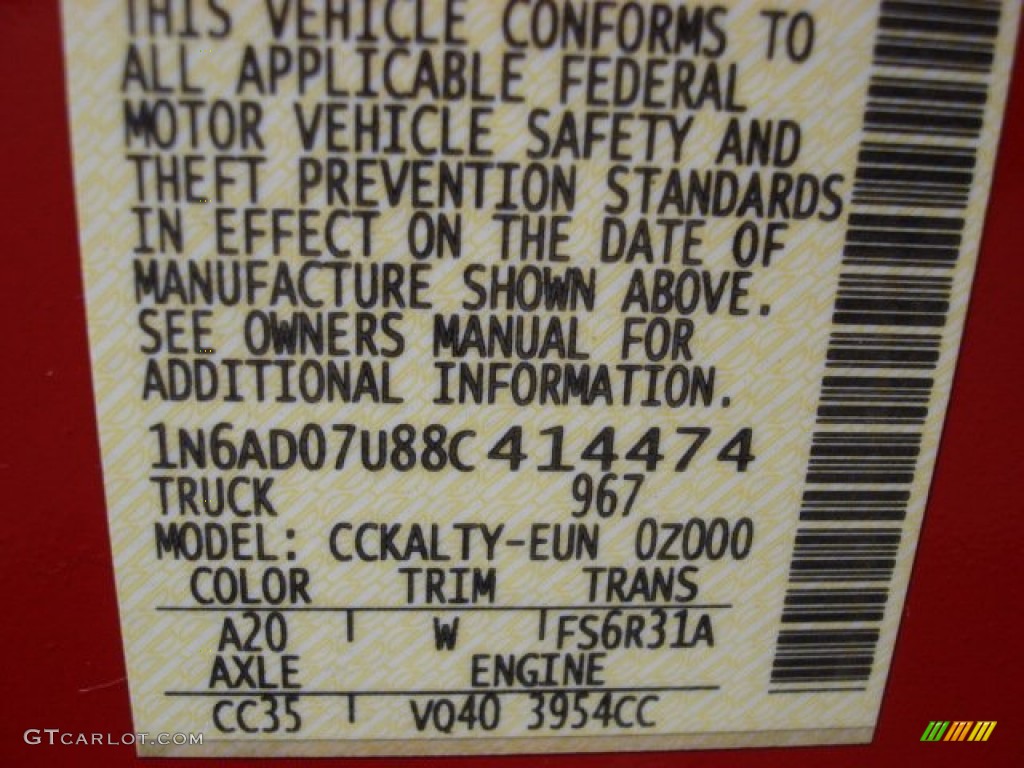 THIS VEHICLE CONFORMS TO
ALL APPLICABLE FEDERAL
MOTOR VEHICLE SAFETY AND
THEFT PREVENTION STANDARDS
IN EFFECT ON THE DATE OF
MANUFACTURE SHOWN ABOVE.
SEE OWNERS MANUAL FOR
ADDITIONAL INFORMATION.
1N6AD07U88C414474
TRUCK 967
MODEL: CCKALTY-EUN 0Z000
COLOR TRIM TRANS
A20 W FS6R31A
AXLE ENGINE
CC35 VQ40 3954CC
GTCARLOT.COM